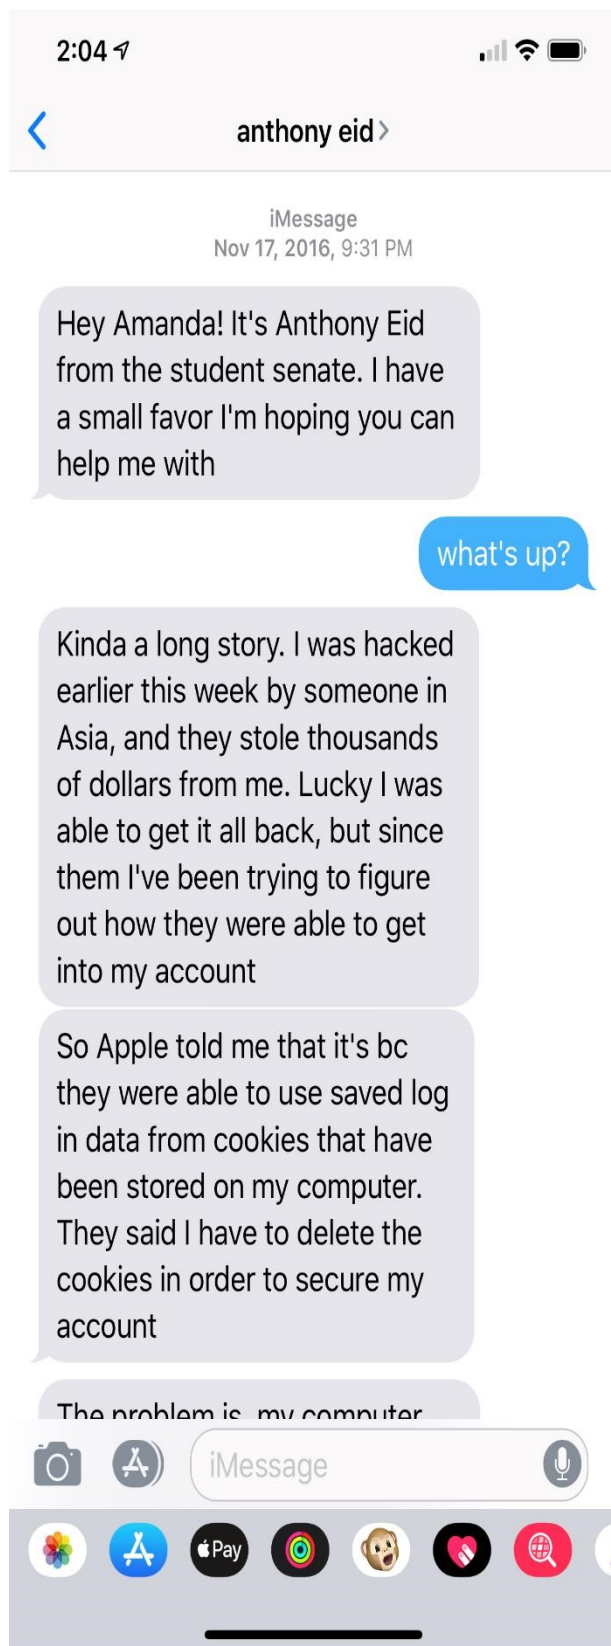 2:04
anthony eid
iMessage
Nov 17, 2016, 9:31 PM
Hey Amanda! It's Anthony Eid
from the student senate. I have
a small favor I'm hoping you can
help me with
what's up?
Kinda a long story. I was hacked
earlier this week by someone in
Asia, and they stole thousands
of dollars from me. Lucky I was
able to get it all back, but since
them I've been trying to figure
out how they were able to get
into my account
So Apple told me that it's bc
they were able to use saved log
in data from cookies that have
been stored on my computer.
They said I have to delete the
cookies in order to secure my
account
The problem is, my computer
iMessage
Pay